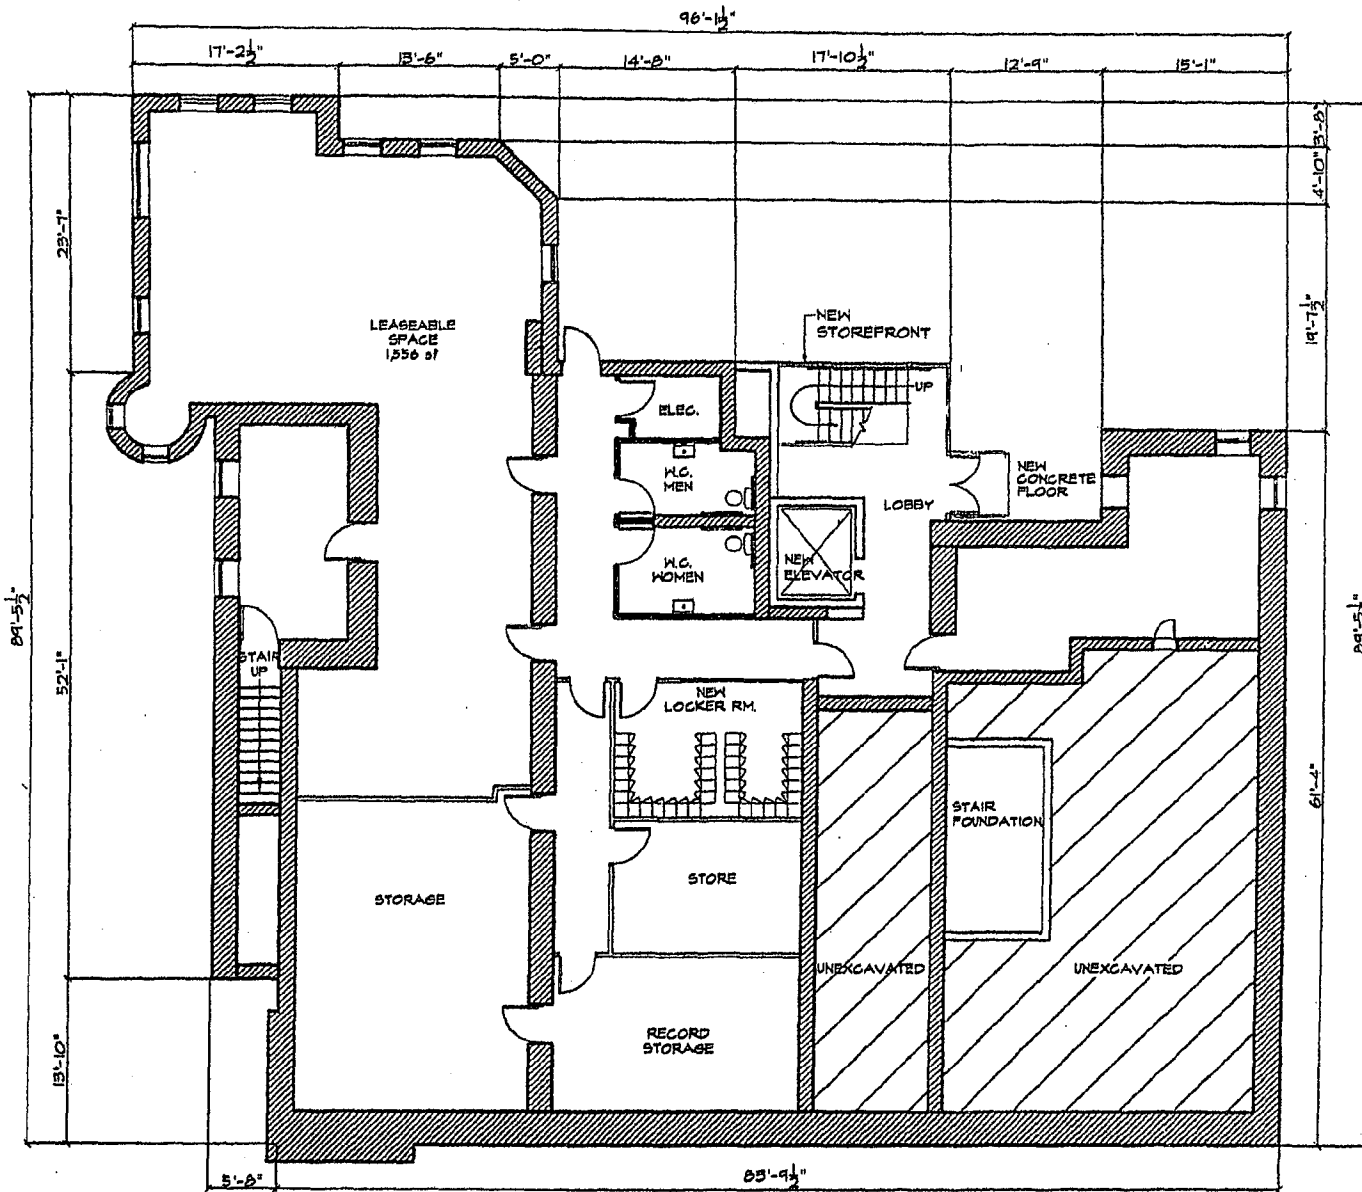 96'-1½"
17'-2½"
13'-6"
5'-0"
14'-8"
17'-10½"
12'-9"
15'-1"
3'-8"
4'-10"
23'-7"
19'-7½"
LEASEABLE
SPACE
1,556 sf
NEW
STOREFRONT
UP
ELEC.
W.C.
MEN
NEW
CONCRETE
FLOOR
LOBBY
W.C.
WOMEN
NEW
ELEVATOR
89'-5½"
89'-5½"
STAIR
UP
52'-1"
NEW
LOCKER RM.
STAIR
FOUNDATION
61'-4"
STORE
STORAGE
UNEXCAVATED
UNEXCAVATED
RECORD
STORAGE
13'-10"
5'-8"
85'-9½"